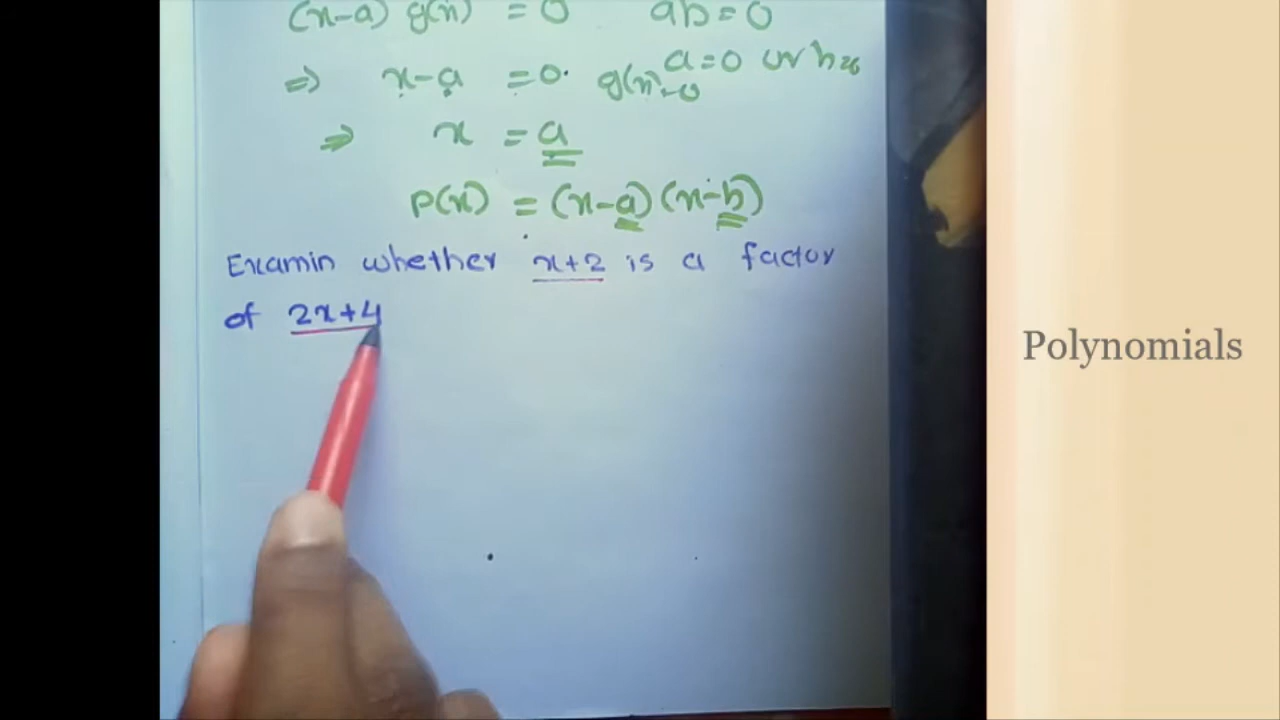 (x-a) g(x) = 0 ab = 0
⇒ x-a = 0. g(x) = 0 a = 0 or b=0
⇒ x = a
P(x) = (x-a)(x-b)
Examin whether x+2 is a factor
of 2x+4
Polynomials